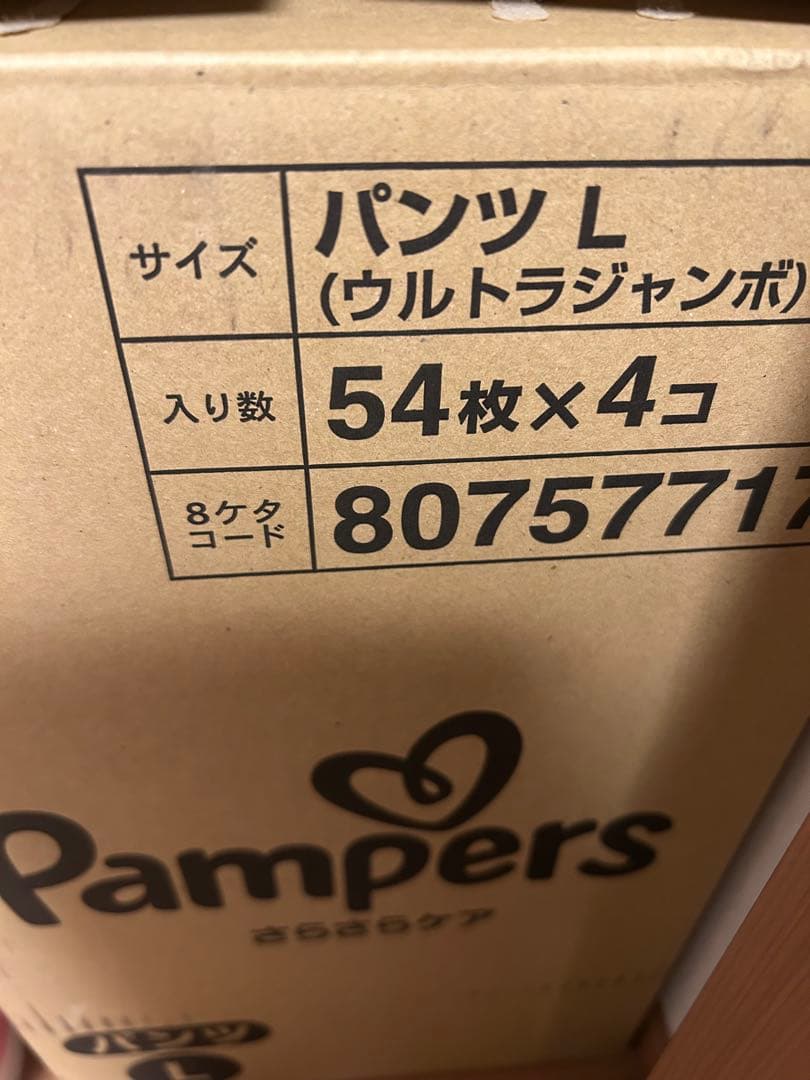 サイズ
パンツ L
(ウルトラジャンボ)
入り数
54枚×4コ
8ケタ
コード
80757717
Pampers
さらさらケア
パンツ
L